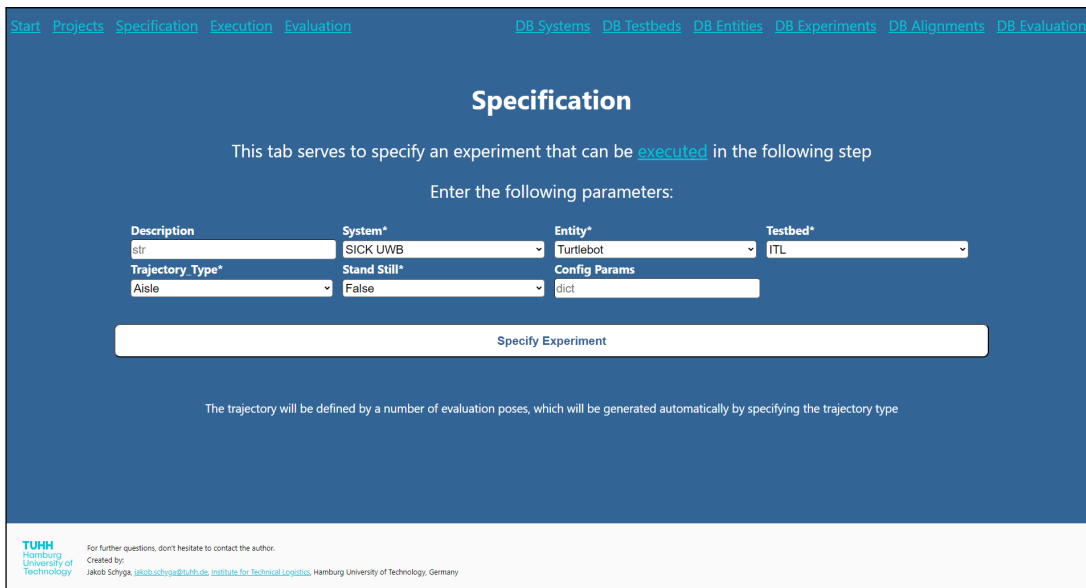 Start Projects Specification Execution Evaluation DB Systems DB Testbeds DB Entities DB Experiments DB Alignments DB Evaluation
Specification
This tab serves to specify an experiment that can be executed in the following step
Enter the following parameters:
Description System* Entity* Testbed*
str SICK UWB Turtlebot ITL
Trajectory_Type* Stand Still* Config Params
Aisle False dict
Specify Experiment
The trajectory will be defined by a number of evaluation poses, which will be generated automatically by specifying the trajectory type
TUHH
Hamburg
University of
Technology
For further questions, don't hesitate to contact the author.
Created by:
Jakob Schyga, jakob.schyga@tuhh.de, Institute for Technical Logistics, Hamburg University of Technology, Germany